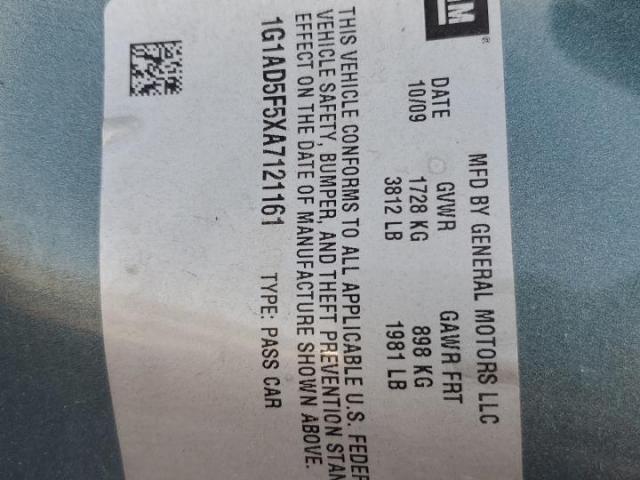 GM ®
MFD BY GENERAL MOTORS LLC
DATE GVWR GAWR FRT
10/09 1728 KG 898 KG
3812 LB 1981 LB
THIS VEHICLE CONFORMS TO ALL APPLICABLE U.S.
VEHICLE SAFETY, BUMPER, AND THEFT PREVENTION
EFFECT ON THE DATE OF MANUFACTURE SHOWN ABOVE.
1G1AD5F5XA7121161 TYPE: PASS CAR